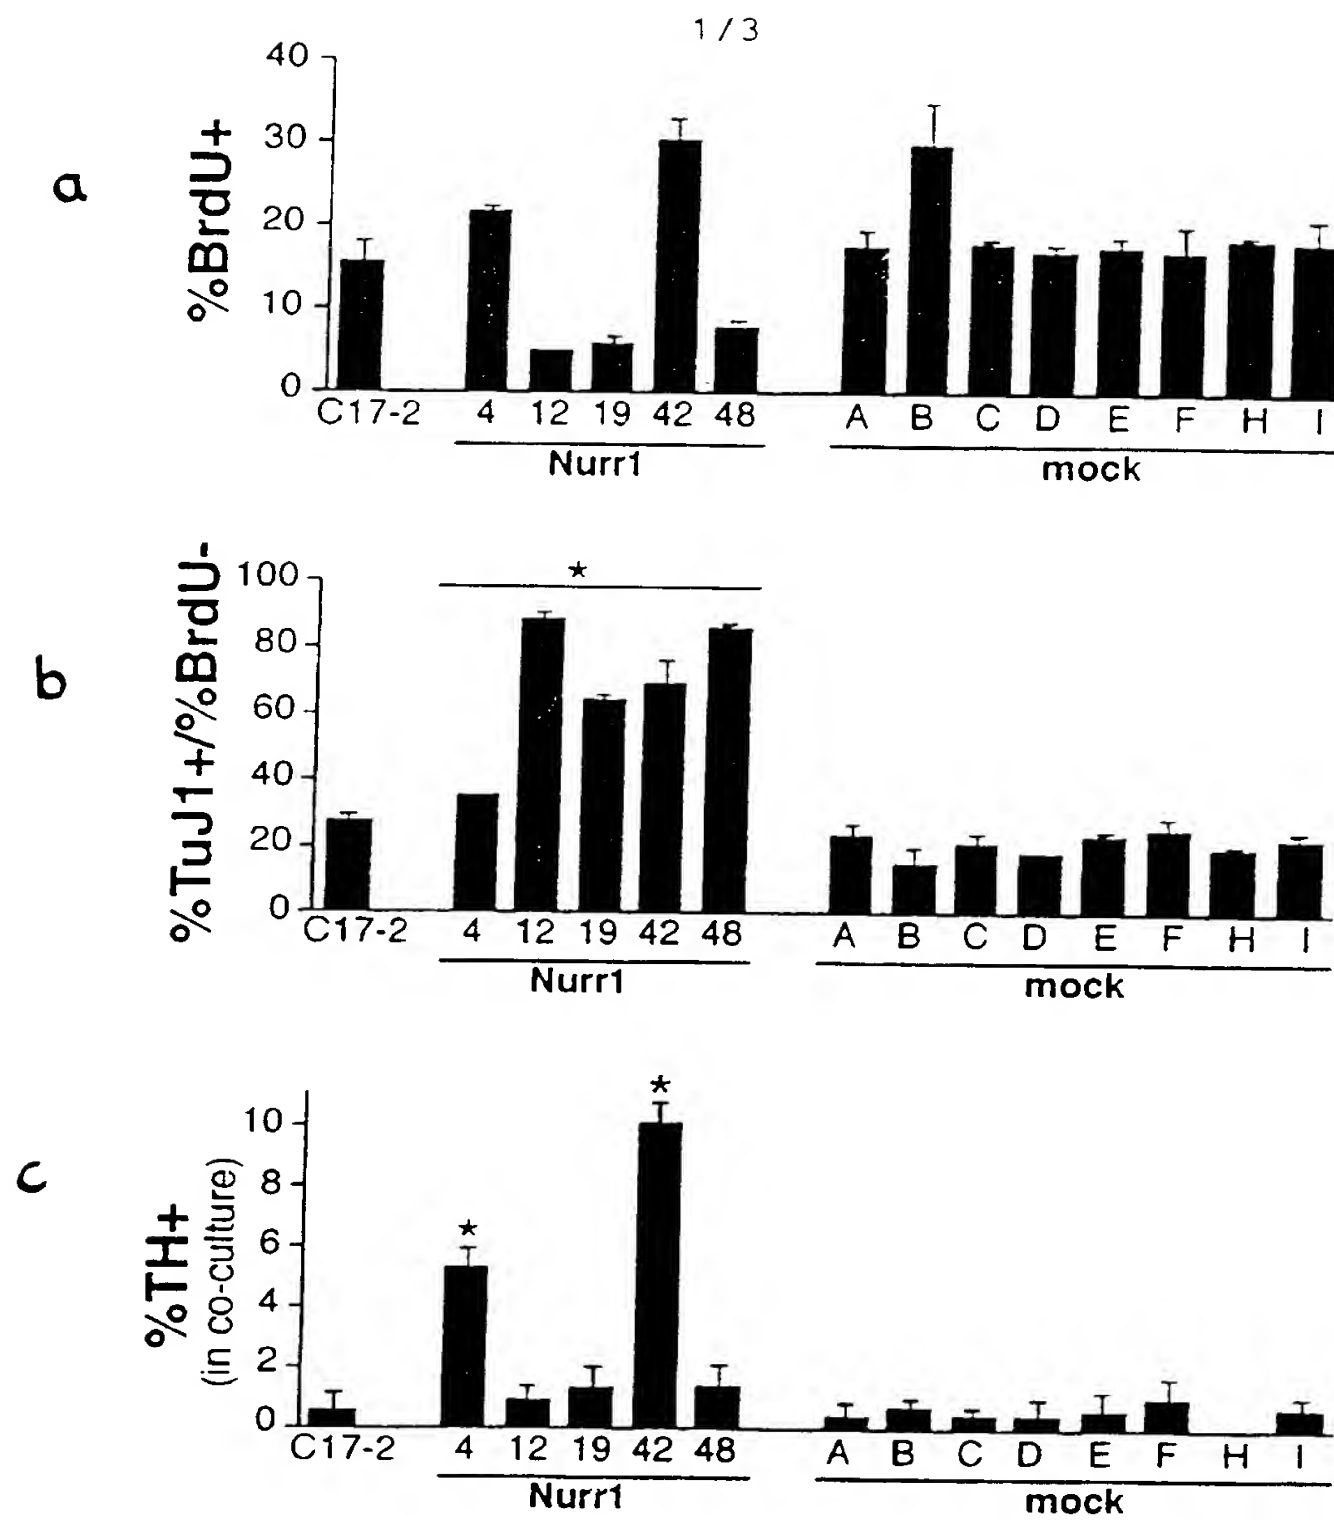 1/3
a
%BrdU+
40
30
20
10
0
C17-2 4 12 19 42 48 A B C D E F H I
Nurr1 mock
b
%TuJ1+/%BrdU-
100
80
60
40
20
0
★
C17-2 4 12 19 42 48 A B C D E F H I
Nurr1 mock
c
%TH+
(in co-culture)
10
8
6
4
2
0
★
★
C17-2 4 12 19 42 48 A B C D E F H I
Nurr1 mock